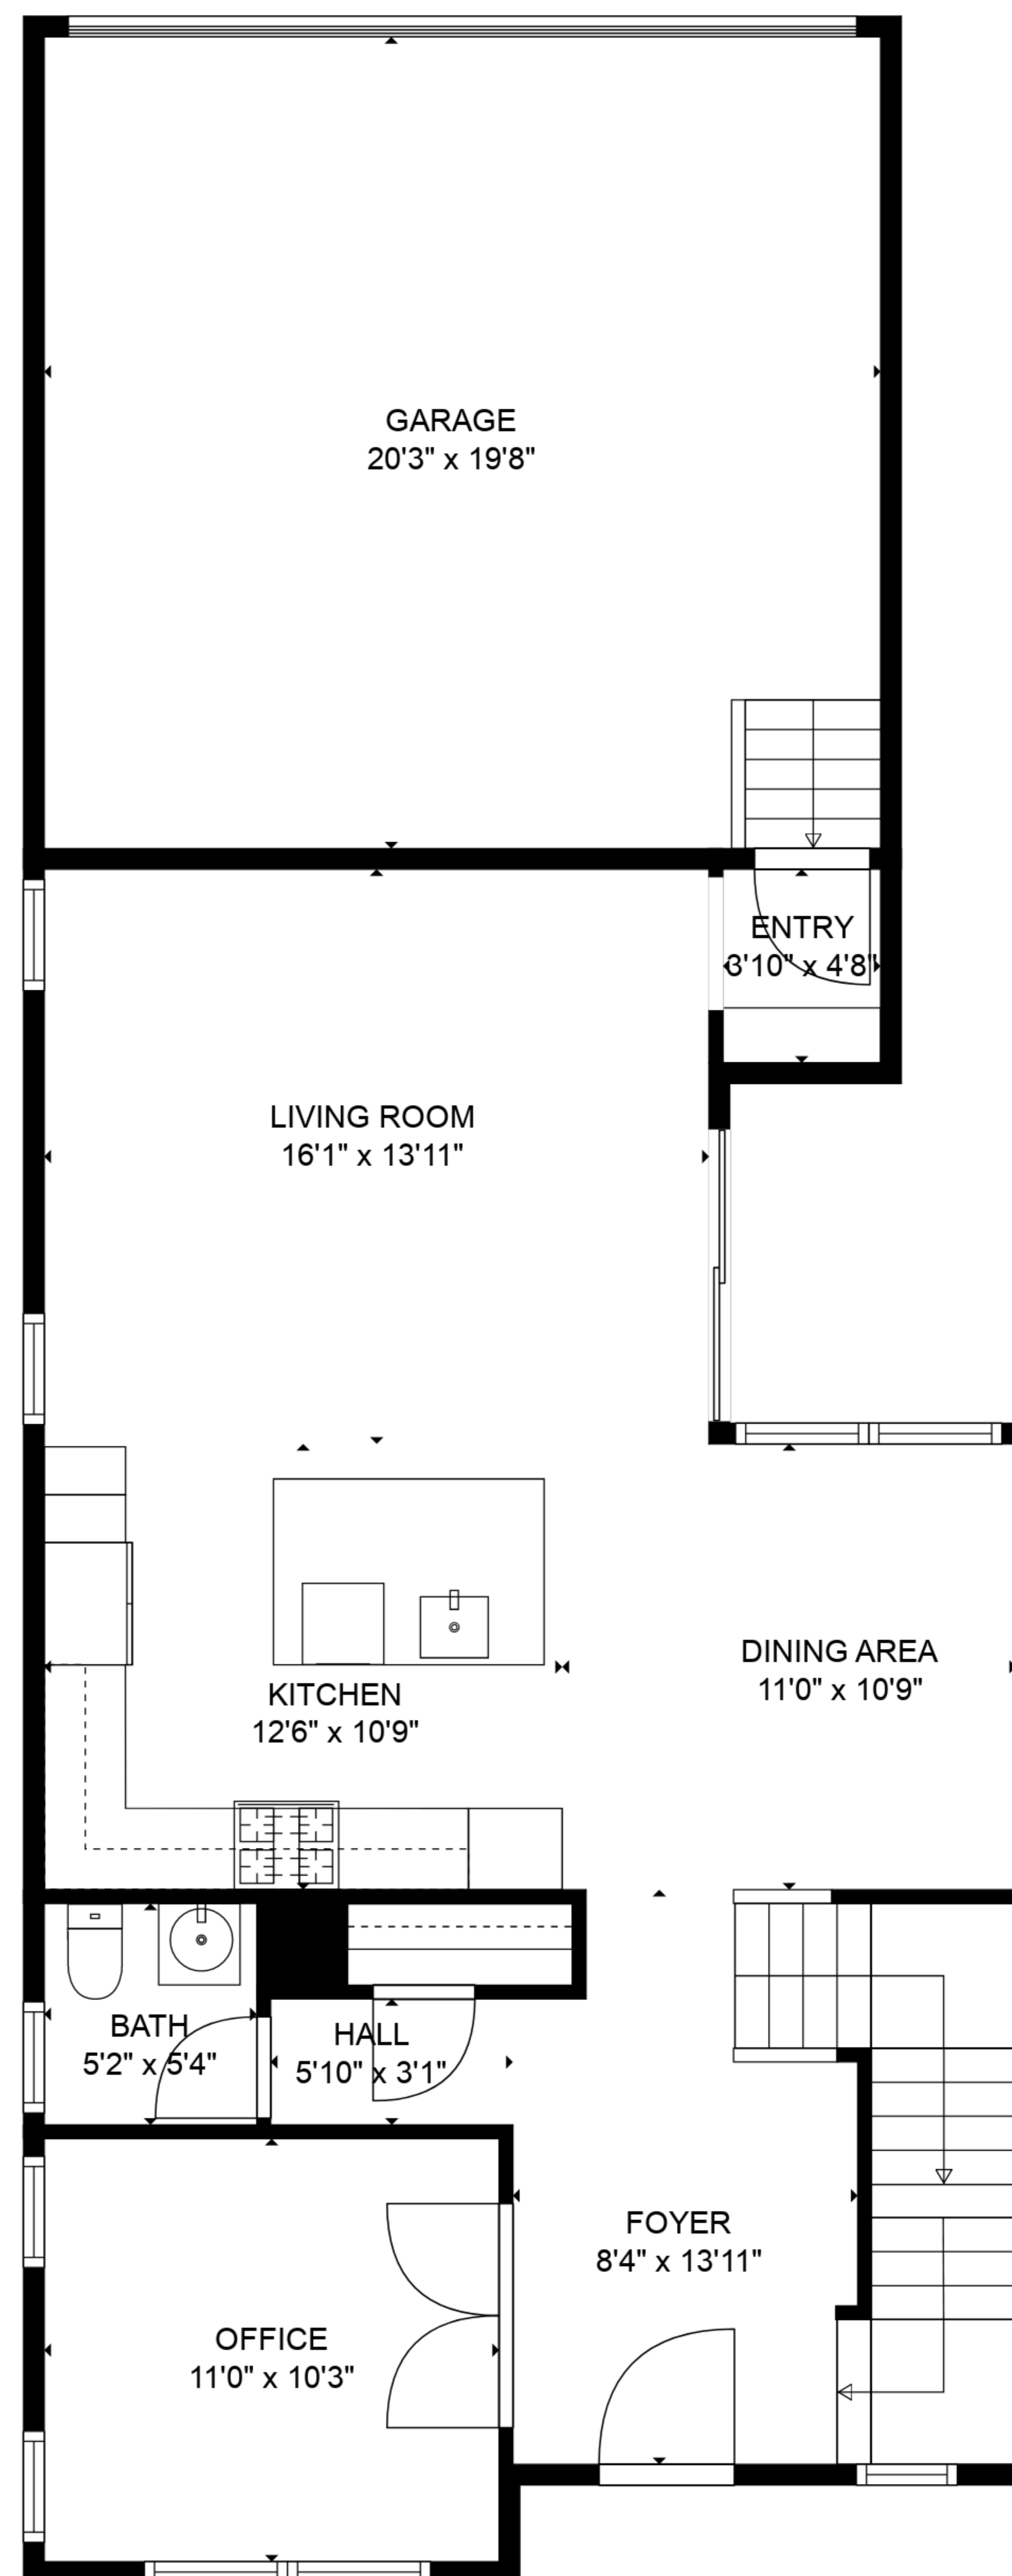 GARAGE
20'3" x 19'8"
ENTRY
3'10" x 4'8"
LIVING ROOM
16'1" x 13'11"
DINING AREA
11'0" x 10'9"
KITCHEN
12'6" x 10'9"
BATH
5'2" x 5'4"
HALL
5'10" x 3'1"
FOYER
8'4" x 13'11"
OFFICE
11'0" x 10'3"